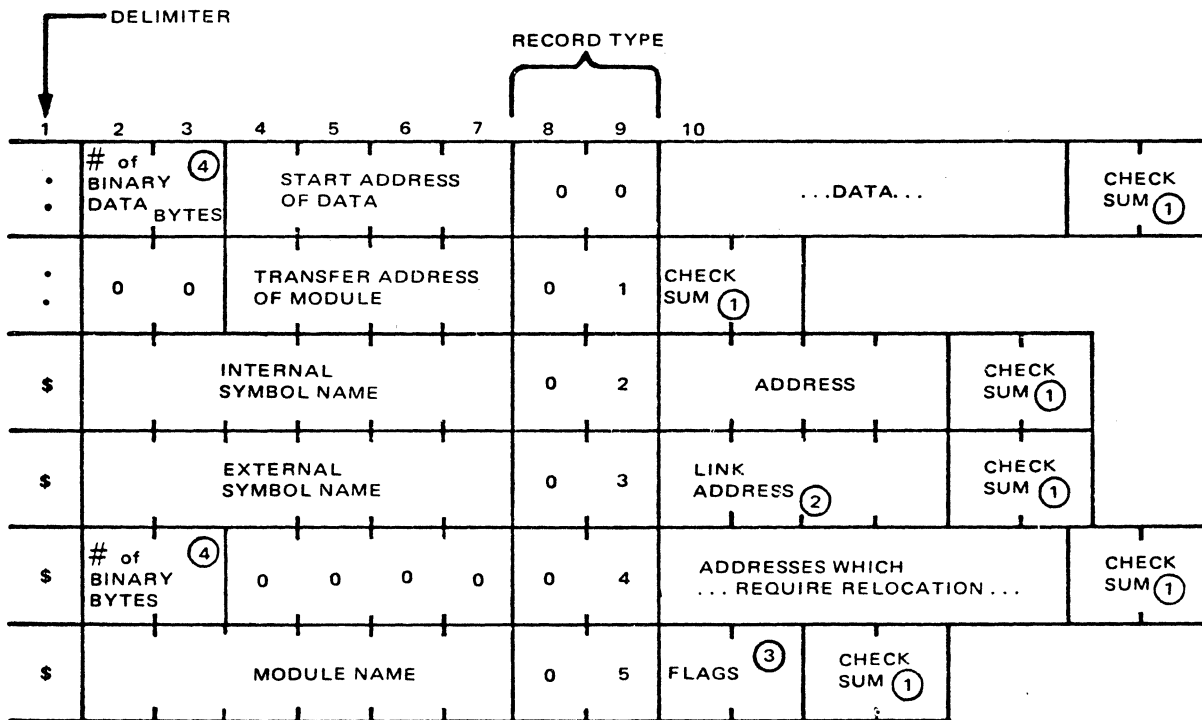 DELIMITER
RECORD TYPE
1 2 3 4 5 6 7 8 9 10
:
# of ④
BINARY
DATA BYTES
START ADDRESS
OF DATA
0 0
...DATA...
CHECK
SUM ①
:
0 0
TRANSFER ADDRESS
OF MODULE
0 1
CHECK
SUM ①
$
INTERNAL
SYMBOL NAME
0 2
ADDRESS
CHECK
SUM ①
$
EXTERNAL
SYMBOL NAME
0 3
LINK
ADDRESS ②
CHECK
SUM ①
$
# of ④
BINARY
BYTES
0 0 0 0
0 4
ADDRESSES WHICH
... REQUIRE RELOCATION ...
CHECK
SUM ①
$
MODULE NAME
0 5
FLAGS ③
CHECK
SUM ①